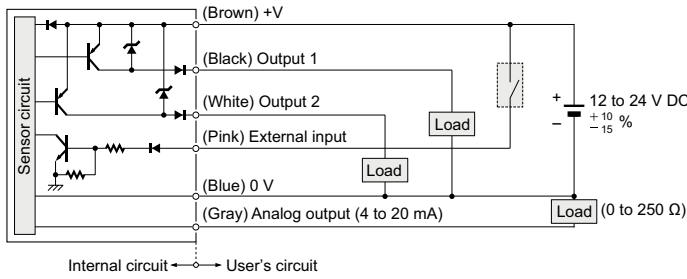 (Brown) +V
(Black) Output 1
(White) Output 2
(Pink) External input
(Blue) 0 V
(Gray) Analog output (4 to 20 mA)
Sensor circuit
Load
Load
+
−
12 to 24 V DC
+10
−15 %
Load
(0 to 250 Ω)
Internal circuit
User's circuit